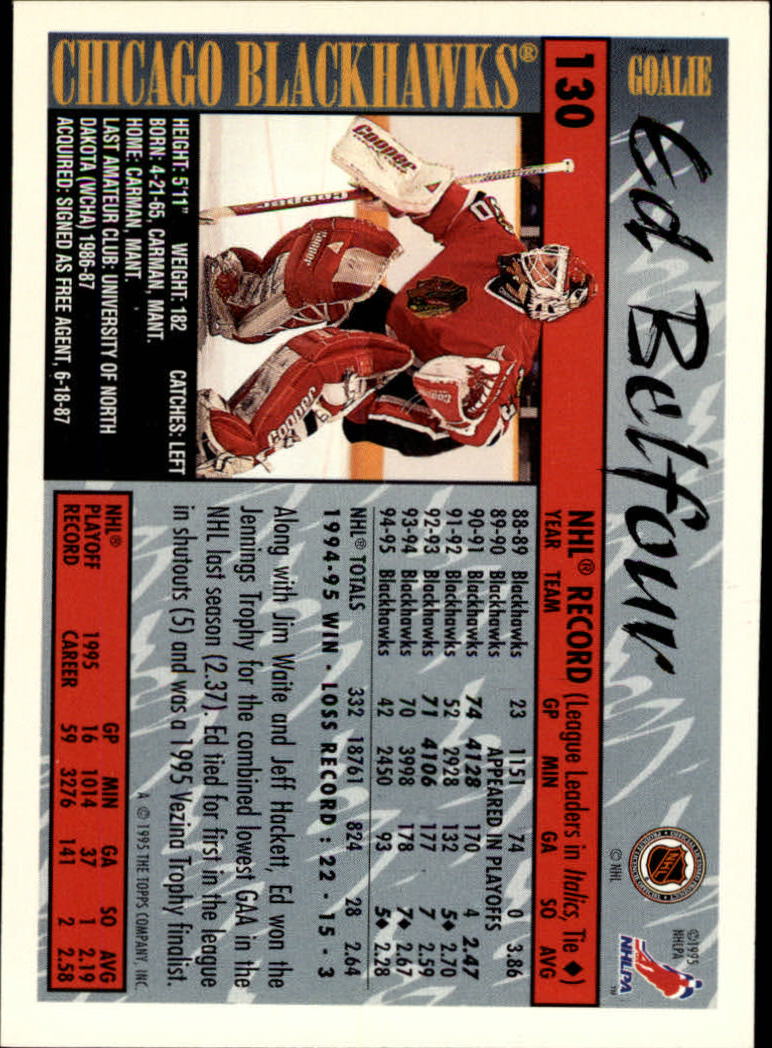 GOALIE
Ed Belfour
©1995
NHLPA
NHLPA™
NHL
© NHL
130
NHL® RECORD (League Leaders in Italics, Tie ♦)
YEAR TEAM GP MIN GA SO AVG
88-89 Blackhawks 23 1151 74 0 3.86
89-90 Blackhawks APPEARED IN PLAYOFFS
90-91 Blackhawks 74 4128 170 4 2.47
91-92 Blackhawks 52 2928 132 5♦ 2.70
92-93 Blackhawks 71 4106 177 7 2.59
93-94 Blackhawks 70 3998 178 7♦ 2.67
94-95 Blackhawks 42 2450 93 5♦ 2.28
NHL® TOTALS 332 18761 824 28 2.64
1994-95 WIN - LOSS RECORD : 22 - 15 - 3
Along with Jim Waite and Jeff Hackett, Ed won the
Jennings Trophy for the combined lowest GAA in the
NHL last season (2.37). Ed tied for first in the league
in shutouts (5) and was a 1995 Vezina Trophy finalist.
A © 1995 THE TOPPS COMPANY, INC.
NHL® GP MIN GA SO AVG
PLAYOFF 1995 16 1014 37 1 2.19
RECORD CAREER 59 3276 141 2 2.58
Cooper
Cooper
Cooper
Cooper
CHICAGO BLACKHAWKS®
HEIGHT: 5'11" WEIGHT: 182 CATCHES: LEFT
BORN: 4-21-65, CARMAN, MANT.
HOME: CARMAN, MANT.
LAST AMATEUR CLUB: UNIVERSITY OF NORTH
DAKOTA (WCHA) 1986-87
ACQUIRED: SIGNED AS FREE AGENT, 6-18-87